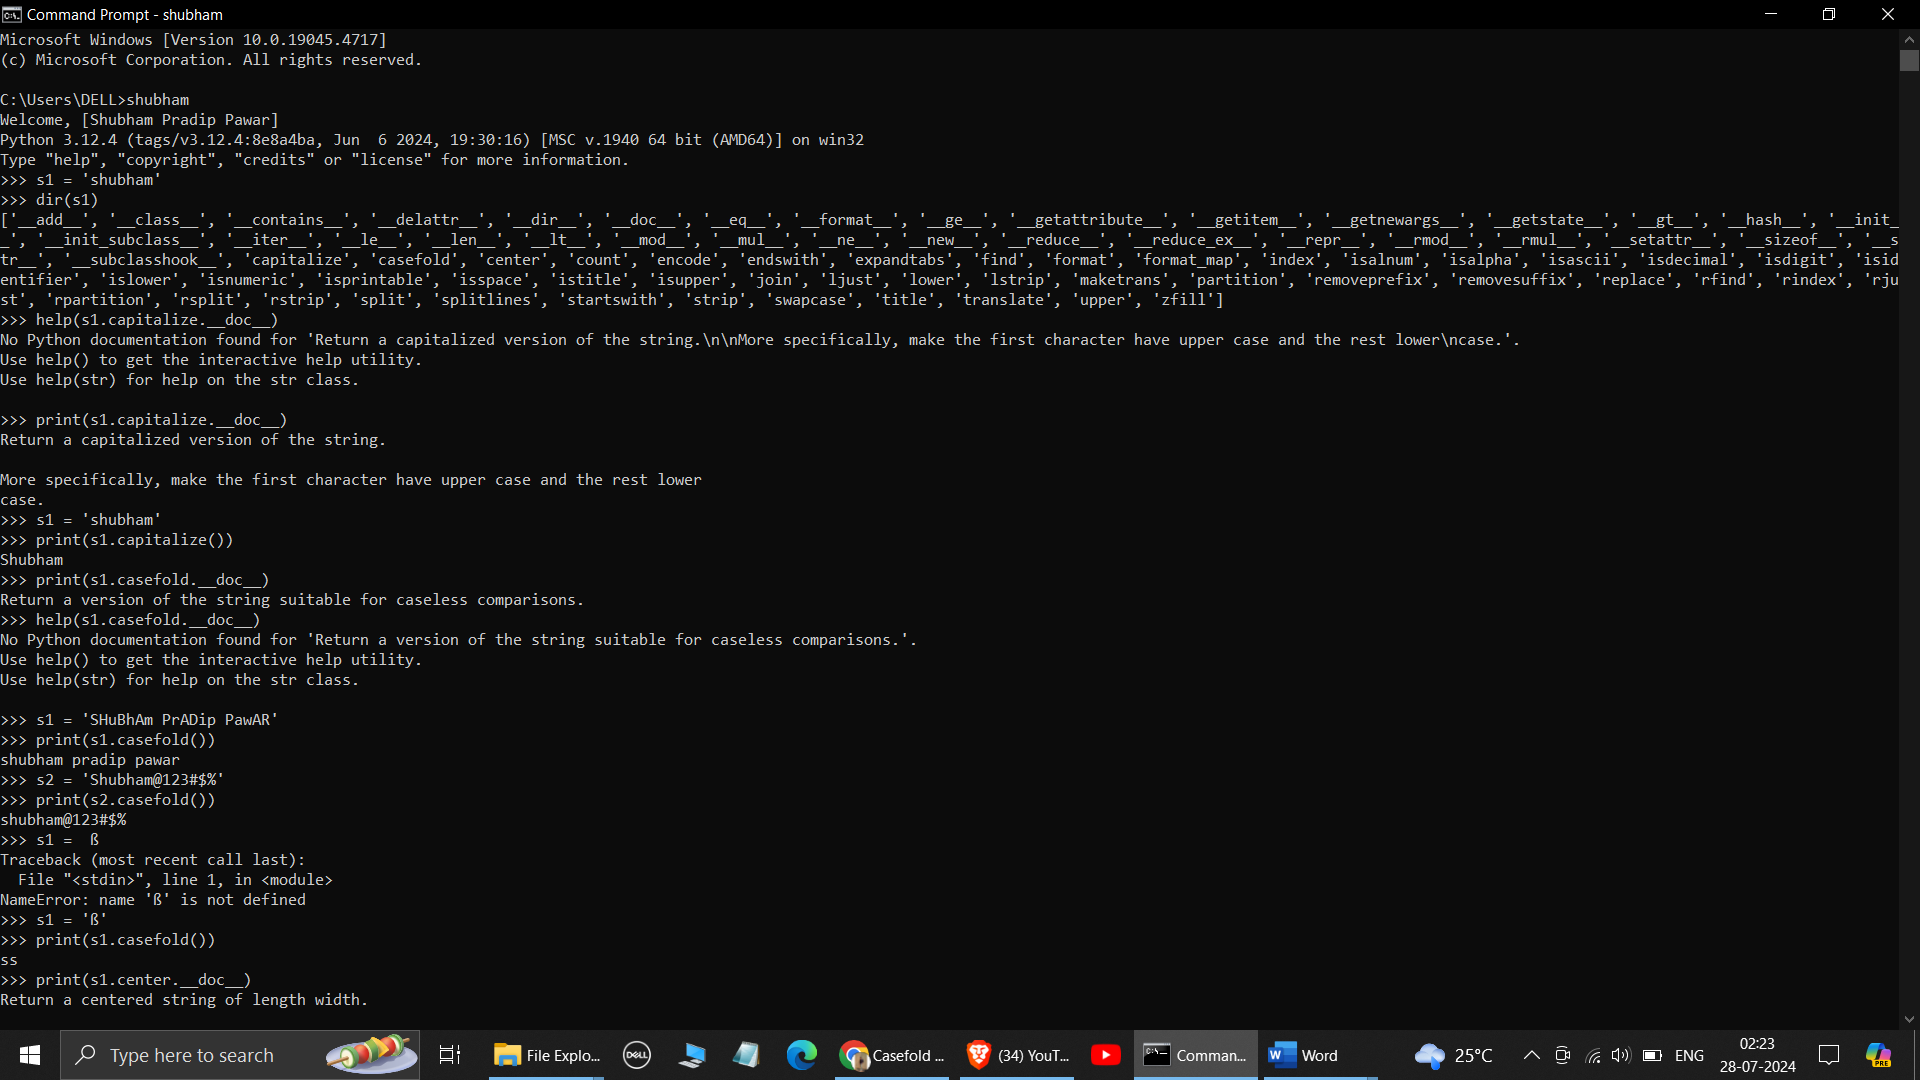 Command Prompt - shubham
Microsoft Windows [Version 10.0.19045.4717]
(c) Microsoft Corporation. All rights reserved.
C:\Users\DELL>shubham
Welcome, [Shubham Pradip Pawar]
Python 3.12.4 (tags/v3.12.4:8e8a4ba, Jun  6 2024, 19:30:16) [MSC v.1940 64 bit (AMD64)] on win32
Type "help", "copyright", "credits" or "license" for more information.
>>> s1 = 'shubham'
>>> dir(s1)
['__add__', '__class__', '__contains__', '__delattr__', '__dir__', '__doc__', '__eq__', '__format__', '__ge__', '__getattribute__', '__getitem__', '__getnewargs__', '__getstate__', '__gt__', '__hash__', '__init_
_', '__init_subclass__', '__iter__', '__le__', '__len__', '__lt__', '__mod__', '__mul__', '__ne__', '__new__', '__reduce__', '__reduce_ex__', '__repr__', '__rmod__', '__rmul__', '__setattr__', '__sizeof__', '__s
tr__', '__subclasshook__', 'capitalize', 'casefold', 'center', 'count', 'encode', 'endswith', 'expandtabs', 'find', 'format', 'format_map', 'index', 'isalnum', 'isalpha', 'isascii', 'isdecimal', 'isdigit', 'isid
entifier', 'islower', 'isnumeric', 'isprintable', 'isspace', 'istitle', 'isupper', 'join', 'ljust', 'lower', 'lstrip', 'maketrans', 'partition', 'removeprefix', 'removesuffix', 'replace', 'rfind', 'rindex', 'rju
st', 'rpartition', 'rsplit', 'rstrip', 'split', 'splitlines', 'startswith', 'strip', 'swapcase', 'title', 'translate', 'upper', 'zfill']
>>> help(s1.capitalize.__doc__)
No Python documentation found for 'Return a capitalized version of the string.\n\nMore specifically, make the first character have upper case and the rest lower\ncase.'.
Use help() to get the interactive help utility.
Use help(str) for help on the str class.
>>> print(s1.capitalize.__doc__)
Return a capitalized version of the string.
More specifically, make the first character have upper case and the rest lower
case.
>>> s1 = 'shubham'
>>> print(s1.capitalize())
Shubham
>>> print(s1.casefold.__doc__)
Return a version of the string suitable for caseless comparisons.
>>> help(s1.casefold.__doc__)
No Python documentation found for 'Return a version of the string suitable for caseless comparisons.'.
Use help() to get the interactive help utility.
Use help(str) for help on the str class.
>>> s1 = 'SHuBhAm PrADip PawAR'
>>> print(s1.casefold())
shubham pradip pawar
>>> s2 = 'Shubham@123#$%'
>>> print(s2.casefold())
shubham@123#$%
>>> s1 =  ß
Traceback (most recent call last):
  File "<stdin>", line 1, in <module>
NameError: name 'ß' is not defined
>>> s1 = 'ß'
>>> print(s1.casefold())
ss
>>> print(s1.center.__doc__)
Return a centered string of length width.
Type here to search
File Explo...
DELL
Casefold ...
(34) YouT...
Comman...
Word
25°C
ENG
02:23
28-07-2024
PRE